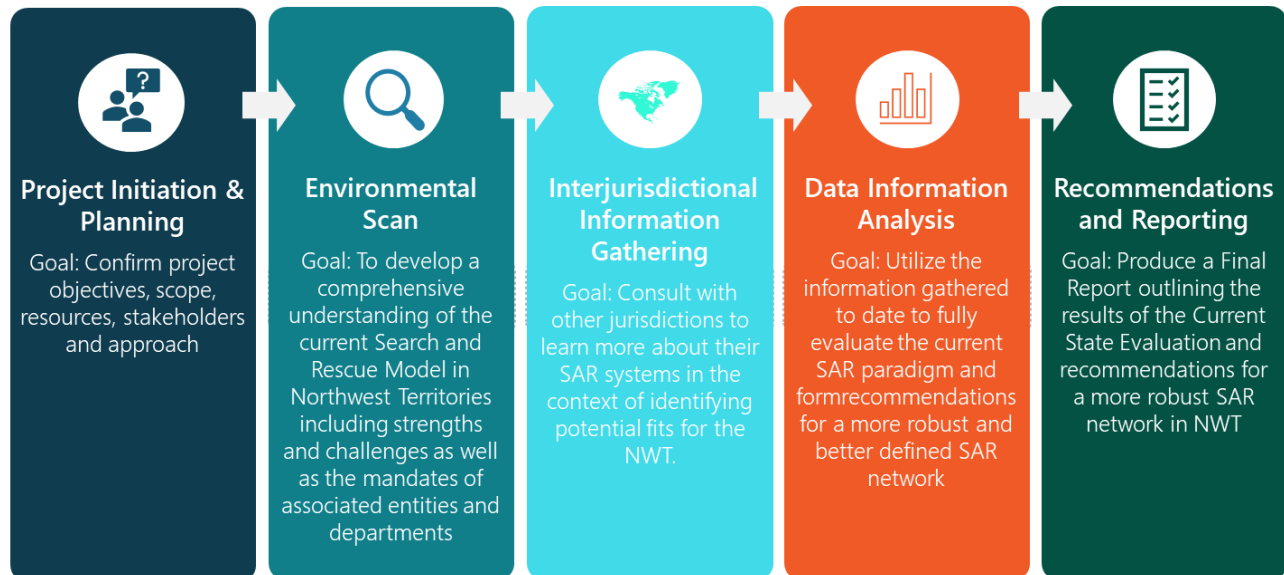 ?
Project Initiation &
Planning
Goal: Confirm project
objectives, scope,
resources, stakeholders
and approach
Environmental
Scan
Goal: To develop a
comprehensive
understanding of the
current Search and
Rescue Model in
Northwest Territories
including strengths
and challenges as well
as the mandates of
associated entities and
departments
Interjurisdictional
Information
Gathering
Goal: Consult with
other jurisdictions to
learn more about their
SAR systems in the
context of identifying
potential fits for the
NWT.
Data Information
Analysis
Goal: Utilize the
information gathered
to date to fully
evaluate the current
SAR paradigm and
formrecommendations
for a more robust and
better defined SAR
network
Recommendations
and Reporting
Goal: Produce a Final
Report outlining the
results of the Current
State Evaluation and
recommendations for
a more robust SAR
network in NWT